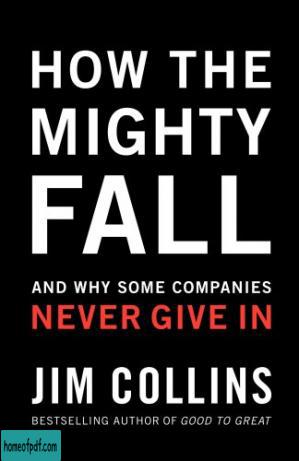 HOW THE
MIGHTY
FALL
AND WHY SOME COMPANIES
NEVER GIVE IN
JIM COLLINS
BESTSELLING AUTHOR OF GOOD TO GREAT
homeofpdf.com